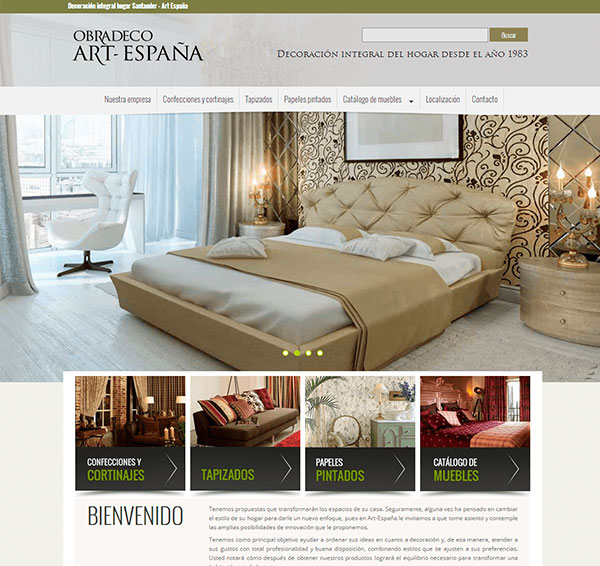 Decoración integral hogar Santander - Art España
OBRADECO
ART-ESPAÑA
Buscar
DECORACIÓN INTEGRAL DEL HOGAR DESDE EL AÑO 1983
Nuestra empresa Confecciones y cortinajes Tapizados Papeles pintados Catálogo de muebles Localización Contacto
CONFECCIONES Y
CORTINAJES
TAPIZADOS
PAPELES
PINTADOS
CATÁLOGO DE
MUEBLES
BIENVENIDO
Tenemos propuestas que transformarán los espacios de su casa. Seguramente, alguna vez ha pensado en cambiar
el estilo de su hogar para darle un nuevo enfoque, pues en Art-España le invitamos a que tome asiento y contemple
las amplias posibilidades de innovación que le proponemos.
Tenemos como principal objetivo ayudar a ordenar sus ideas en cuanto a decoración y, de esa manera, atender a
sus gustos con total profesionalidad y buena disposición, combinando estilos que se ajusten a sus preferencias.
Usted notará cómo después de obtener nuestros productos logrará el equilibrio necesario para transformar una